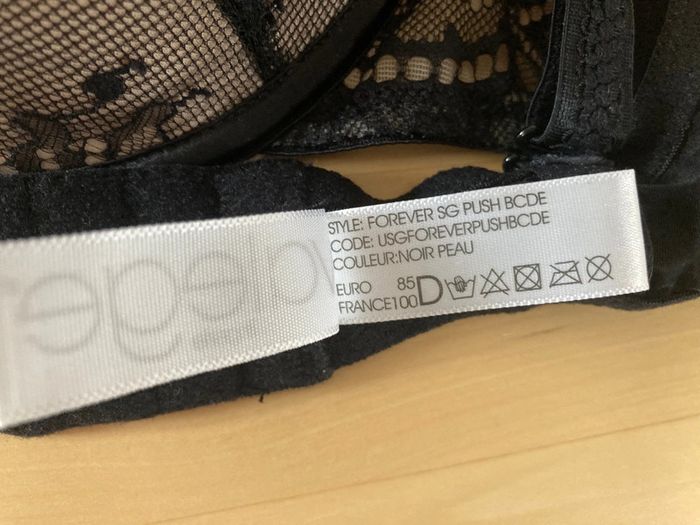 STYLE: FOREVER SG PUSH BCDE
CODE: USGFOREVERPUSHBCDE
COULEUR:NOIR PEAU
EURO 85 D
FRANCE100